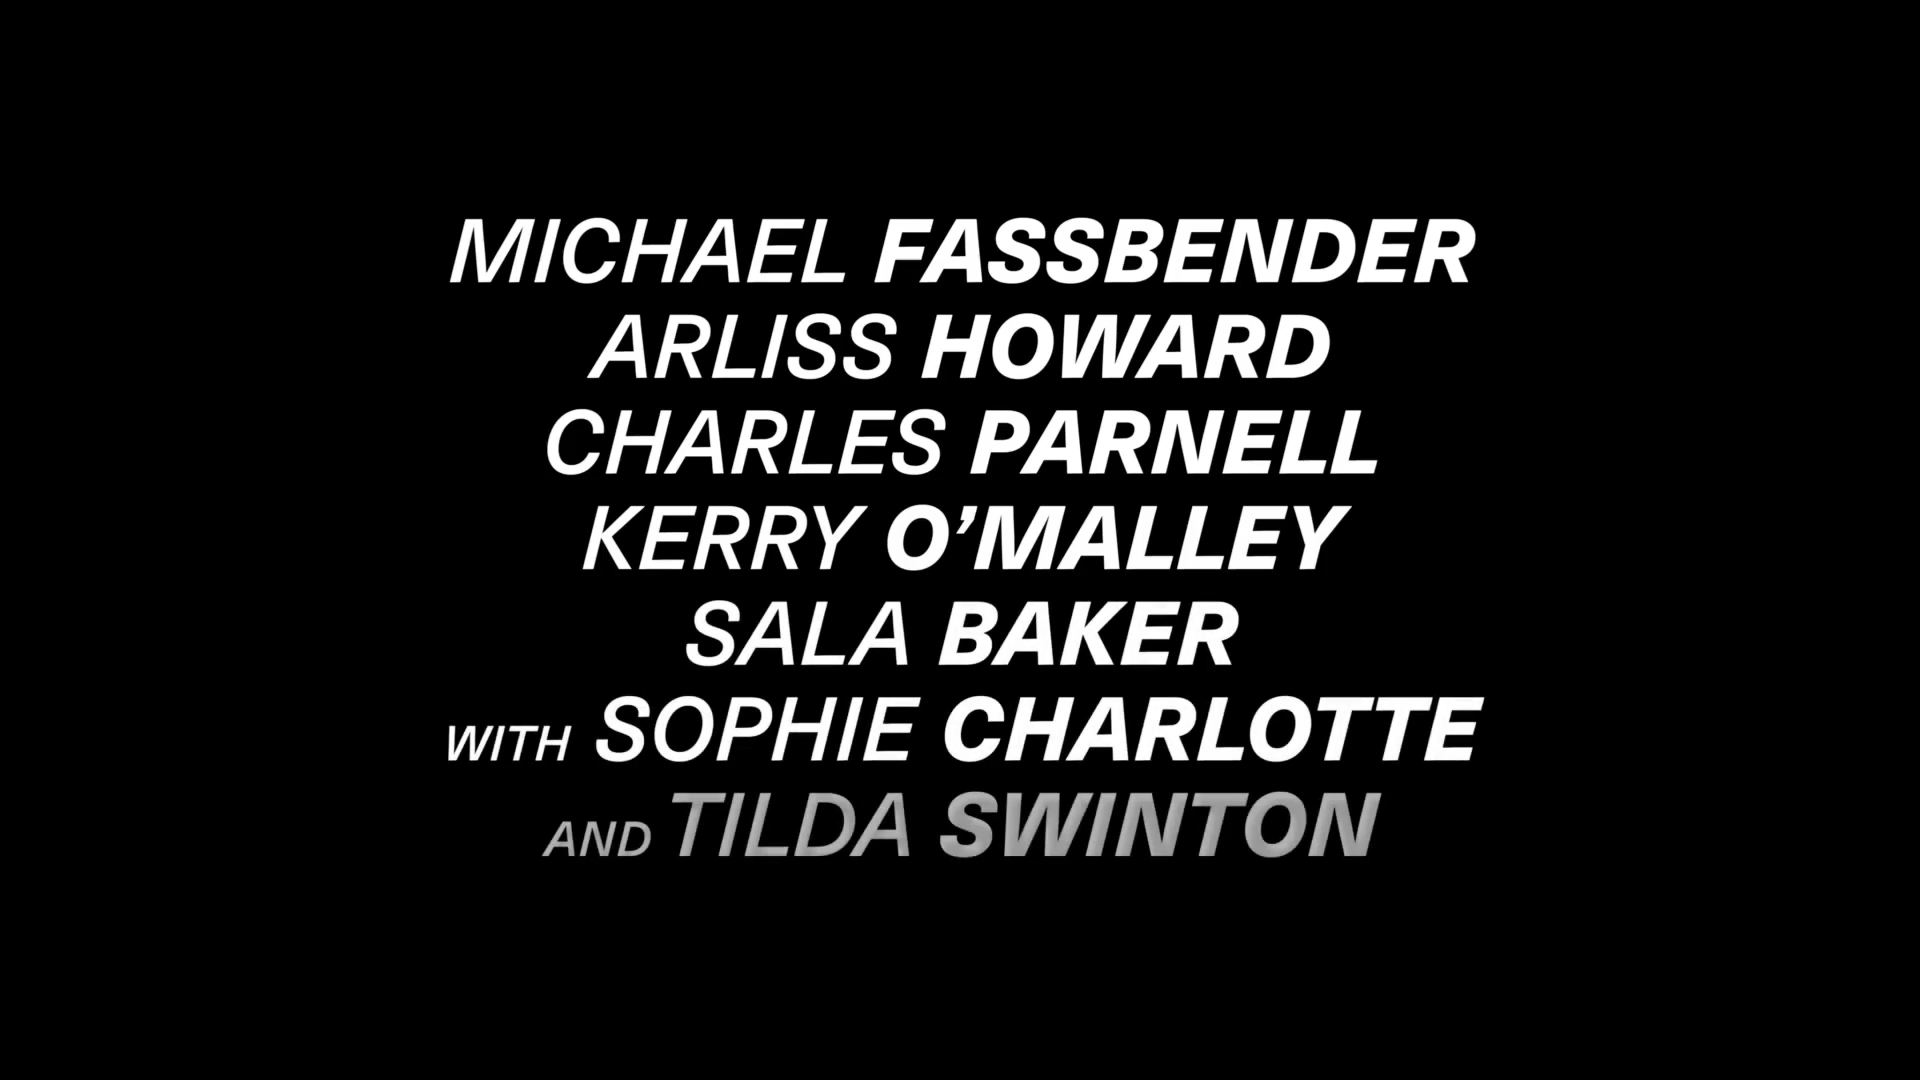 MICHAEL FASSBENDER
ARLISS HOWARD
CHARLES PARNELL
KERRY O’MALLEY
SALA BAKER
WITH SOPHIE CHARLOTTE
AND TILDA SWINTON